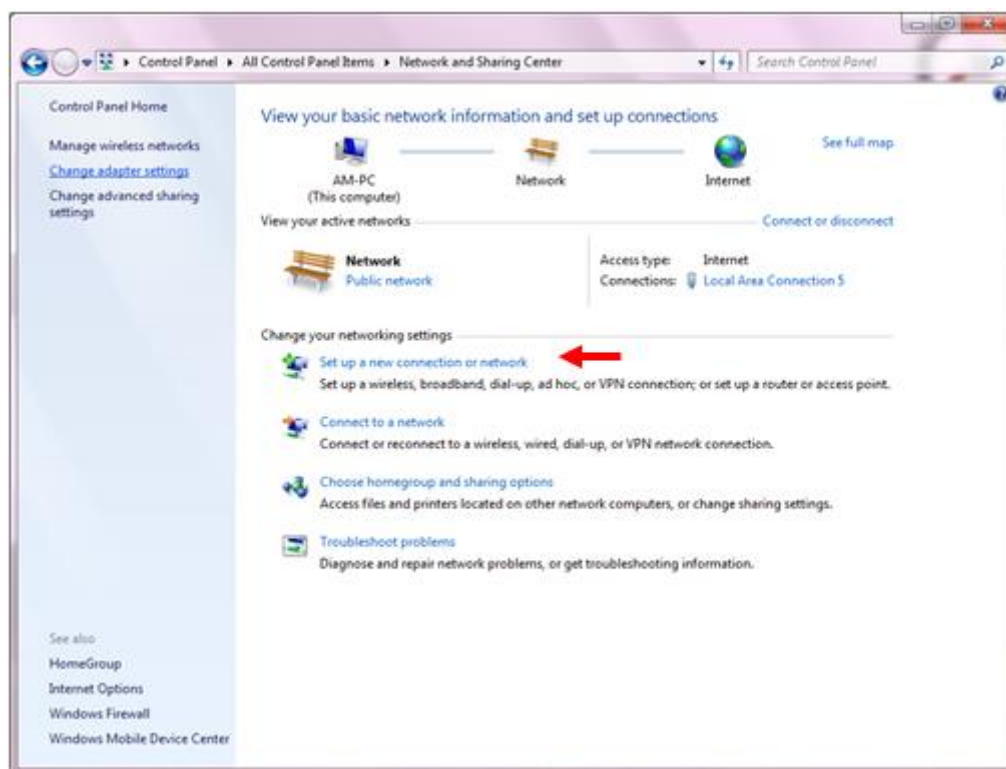 Control Panel ▸ All Control Panel Items ▸ Network and Sharing Center
Search Control Panel
Control Panel Home
Manage wireless networks
Change adapter settings
Change advanced sharing
settings
View your basic network information and set up connections
See full map
AM-PC
(This computer)
Network
Internet
View your active networks
Connect or disconnect
Network
Public network
Access type: Internet
Connections: Local Area Connection 5
Change your networking settings
Set up a new connection or network
Set up a wireless, broadband, dial-up, ad hoc, or VPN connection; or set up a router or access point.
Connect to a network
Connect or reconnect to a wireless, wired, dial-up, or VPN network connection.
Choose homegroup and sharing options
Access files and printers located on other network computers, or change sharing settings.
Troubleshoot problems
Diagnose and repair network problems, or get troubleshooting information.
See also
HomeGroup
Internet Options
Windows Firewall
Windows Mobile Device Center